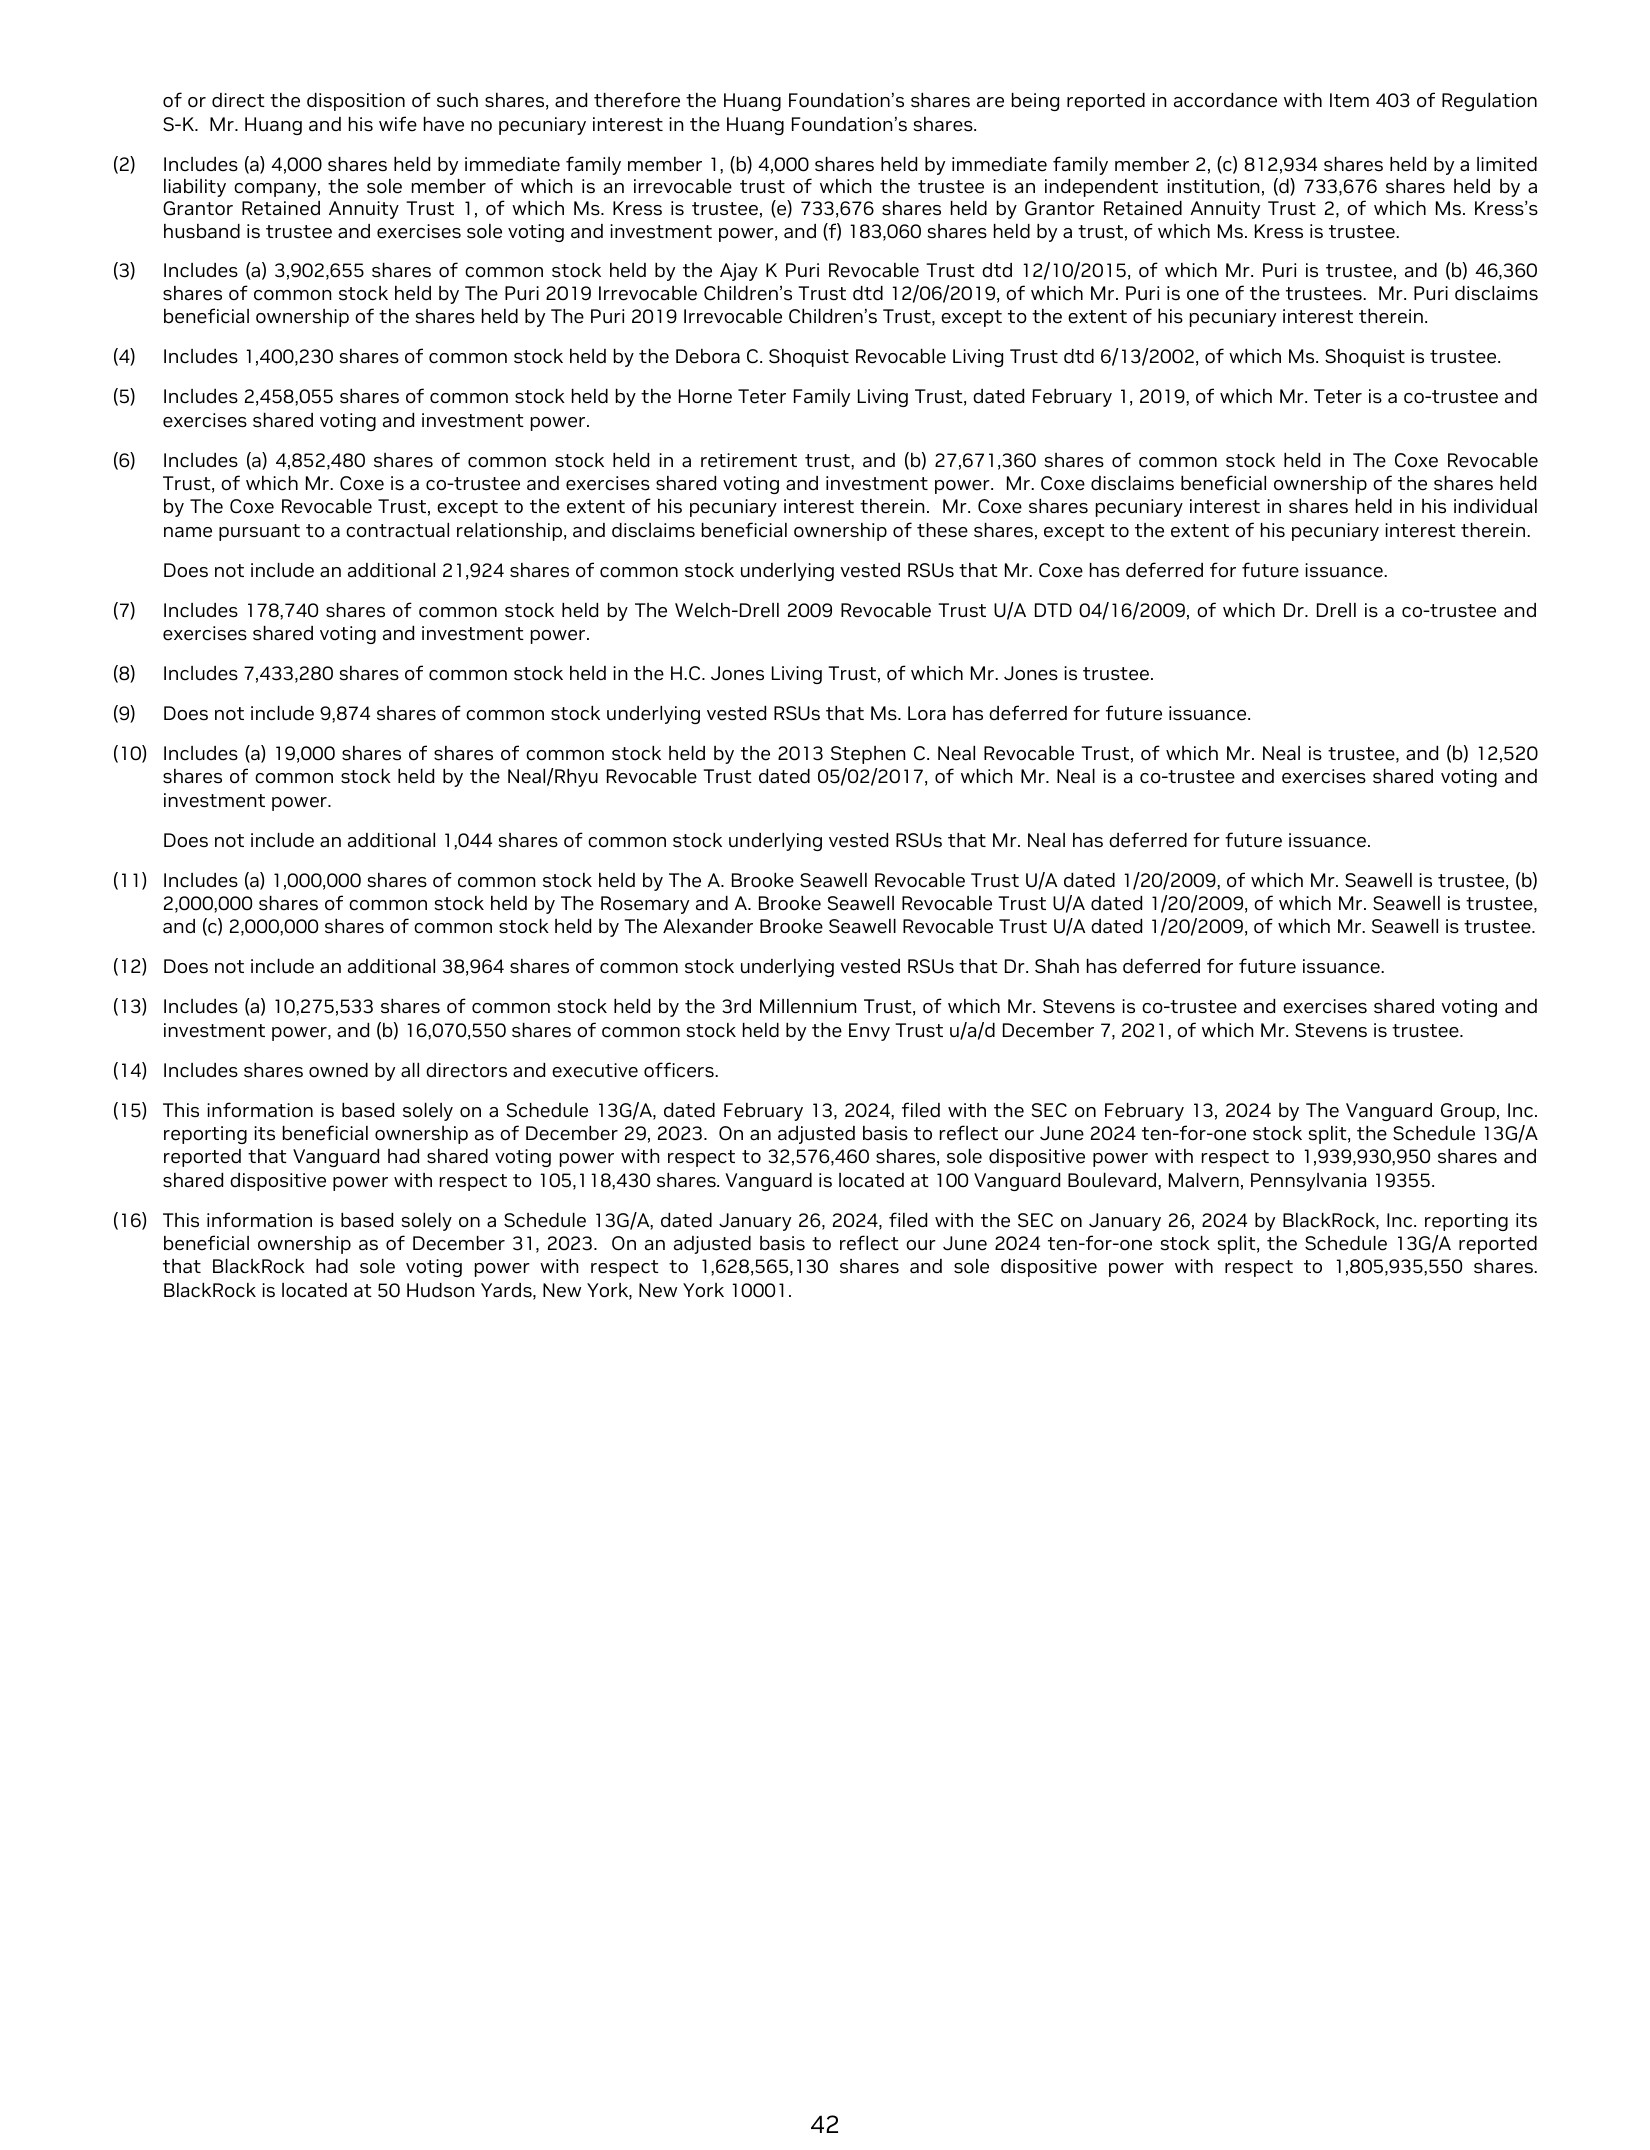 of or direct the disposition of such shares, and therefore the Huang Foundation’s shares are being reported in accordance with Item 403 of Regulation
S-K.  Mr. Huang and his wife have no pecuniary interest in the Huang Foundation’s shares.
(2) Includes (a) 4,000 shares held by immediate family member 1, (b) 4,000 shares held by immediate family member 2, (c) 812,934 shares held by a limited
liability company, the sole member of which is an irrevocable trust of which the trustee is an independent institution, (d) 733,676 shares held by a
Grantor Retained Annuity Trust 1, of which Ms. Kress is trustee, (e) 733,676 shares held by Grantor Retained Annuity Trust 2, of which Ms. Kress’s
husband is trustee and exercises sole voting and investment power, and (f) 183,060 shares held by a trust, of which Ms. Kress is trustee.
(3) Includes (a) 3,902,655 shares of common stock held by the Ajay K Puri Revocable Trust dtd 12/10/2015, of which Mr. Puri is trustee, and (b) 46,360
shares of common stock held by The Puri 2019 Irrevocable Children’s Trust dtd 12/06/2019, of which Mr. Puri is one of the trustees.  Mr. Puri disclaims
beneficial ownership of the shares held by The Puri 2019 Irrevocable Children’s Trust, except to the extent of his pecuniary interest therein.
(4) Includes 1,400,230 shares of common stock held by the Debora C. Shoquist Revocable Living Trust dtd 6/13/2002, of which Ms. Shoquist is trustee.
(5) Includes 2,458,055 shares of common stock held by the Horne Teter Family Living Trust, dated February 1, 2019, of which Mr. Teter is a co-trustee and
exercises shared voting and investment power.
(6) Includes (a) 4,852,480 shares of common stock held in a retirement trust, and (b) 27,671,360 shares of common stock held in The Coxe Revocable
Trust, of which Mr. Coxe is a co-trustee and exercises shared voting and investment power.  Mr. Coxe disclaims beneficial ownership of the shares held
by The Coxe Revocable Trust, except to the extent of his pecuniary interest therein.  Mr. Coxe shares pecuniary interest in shares held in his individual
name pursuant to a contractual relationship, and disclaims beneficial ownership of these shares, except to the extent of his pecuniary interest therein.
Does not include an additional 21,924 shares of common stock underlying vested RSUs that Mr. Coxe has deferred for future issuance.
(7) Includes 178,740 shares of common stock held by The Welch-Drell 2009 Revocable Trust U/A DTD 04/16/2009, of which Dr. Drell is a co-trustee and
exercises shared voting and investment power.
(8) Includes 7,433,280 shares of common stock held in the H.C. Jones Living Trust, of which Mr. Jones is trustee.
(9) Does not include 9,874 shares of common stock underlying vested RSUs that Ms. Lora has deferred for future issuance.
(10) Includes (a) 19,000 shares of shares of common stock held by the 2013 Stephen C. Neal Revocable Trust, of which Mr. Neal is trustee, and (b) 12,520
shares of common stock held by the Neal/Rhyu Revocable Trust dated 05/02/2017, of which Mr. Neal is a co-trustee and exercises shared voting and
investment power.
Does not include an additional 1,044 shares of common stock underlying vested RSUs that Mr. Neal has deferred for future issuance.
(11) Includes (a) 1,000,000 shares of common stock held by The A. Brooke Seawell Revocable Trust U/A dated 1/20/2009, of which Mr. Seawell is trustee, (b)
2,000,000 shares of common stock held by The Rosemary and A. Brooke Seawell Revocable Trust U/A dated 1/20/2009, of which Mr. Seawell is trustee,
and (c) 2,000,000 shares of common stock held by The Alexander Brooke Seawell Revocable Trust U/A dated 1/20/2009, of which Mr. Seawell is trustee.
(12) Does not include an additional 38,964 shares of common stock underlying vested RSUs that Dr. Shah has deferred for future issuance.
(13) Includes (a) 10,275,533 shares of common stock held by the 3rd Millennium Trust, of which Mr. Stevens is co-trustee and exercises shared voting and
investment power, and (b) 16,070,550 shares of common stock held by the Envy Trust u/a/d December 7, 2021, of which Mr. Stevens is trustee.
(14) Includes shares owned by all directors and executive officers.
(15) This information is based solely on a Schedule 13G/A, dated February 13, 2024, filed with the SEC on February 13, 2024 by The Vanguard Group, Inc.
reporting its beneficial ownership as of December 29, 2023.  On an adjusted basis to reflect our June 2024 ten-for-one stock split, the Schedule 13G/A
reported that Vanguard had shared voting power with respect to 32,576,460 shares, sole dispositive power with respect to 1,939,930,950 shares and
shared dispositive power with respect to 105,118,430 shares. Vanguard is located at 100 Vanguard Boulevard, Malvern, Pennsylvania 19355.
(16) This information is based solely on a Schedule 13G/A, dated January 26, 2024, filed with the SEC on January 26, 2024 by BlackRock, Inc. reporting its
beneficial ownership as of December 31, 2023.  On an adjusted basis to reflect our June 2024 ten-for-one stock split, the Schedule 13G/A reported
that BlackRock had sole voting power with respect to 1,628,565,130 shares and sole dispositive power with respect to 1,805,935,550 shares.
BlackRock is located at 50 Hudson Yards, New York, New York 10001.
42